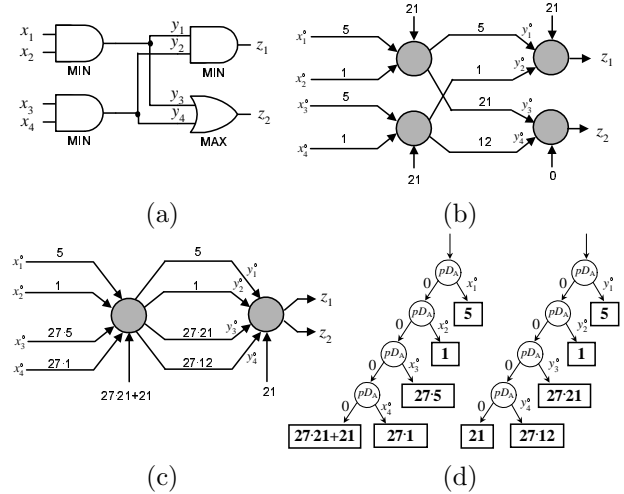 x1
x2
MIN
x3
x4
MIN
y1
y2
MIN
z1
y3
y4
MAX
z2
(a)
21
21
x1° 5
x2° 1
x3° 5
x4° 1
21
5 y1°
1 y2°
21 y3°
12 y4°
z1
z2
0
(b)
x1° 5
x2° 1
x3° 27·5
x4° 27·1
27·21+21
5 y1°
1 y2°
27·21 y3°
27·12 y4°
z1
z2
21
(c)
pDA
0 x1°
pDA 5
0 x2°
pDA 1
0 x3°
pDA 27·5
0 x4°
27·21+21 27·1
pDA
0 y1°
pDA 5
0 y2°
pDA 1
0 y3°
pDA 27·21
0 y4°
21 27·12
(d)